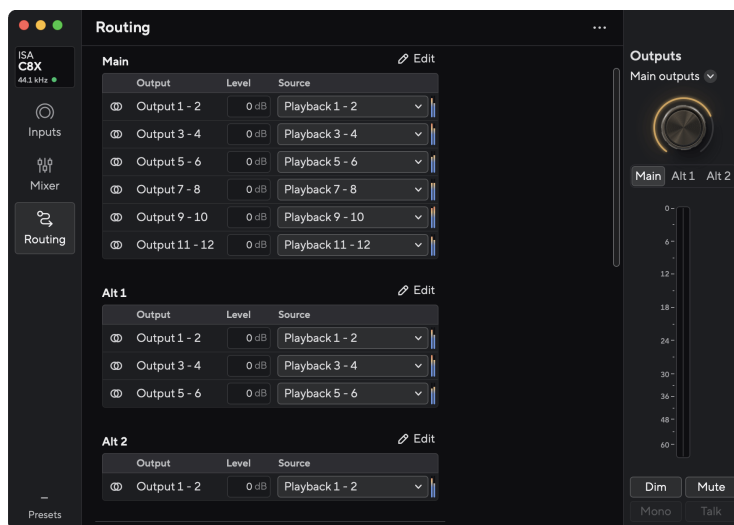 Routing
ISA
C8X
44.1 kHz
Inputs
Mixer
Routing
Presets
Main
Edit
Output Level Source
Output 1 - 2 0 dB Playback 1 - 2
Output 3 - 4 0 dB Playback 3 - 4
Output 5 - 6 0 dB Playback 5 - 6
Output 7 - 8 0 dB Playback 7 - 8
Output 9 - 10 0 dB Playback 9 - 10
Output 11 - 12 0 dB Playback 11 - 12
Alt 1
Edit
Output Level Source
Output 1 - 2 0 dB Playback 1 - 2
Output 3 - 4 0 dB Playback 3 - 4
Output 5 - 6 0 dB Playback 5 - 6
Alt 2
Edit
Output Level Source
Output 1 - 2 0 dB Playback 1 - 2
Outputs
Main outputs
Main Alt 1 Alt 2
0
6
12
18
24
30
36
48
60
Dim Mute
Mono Talk